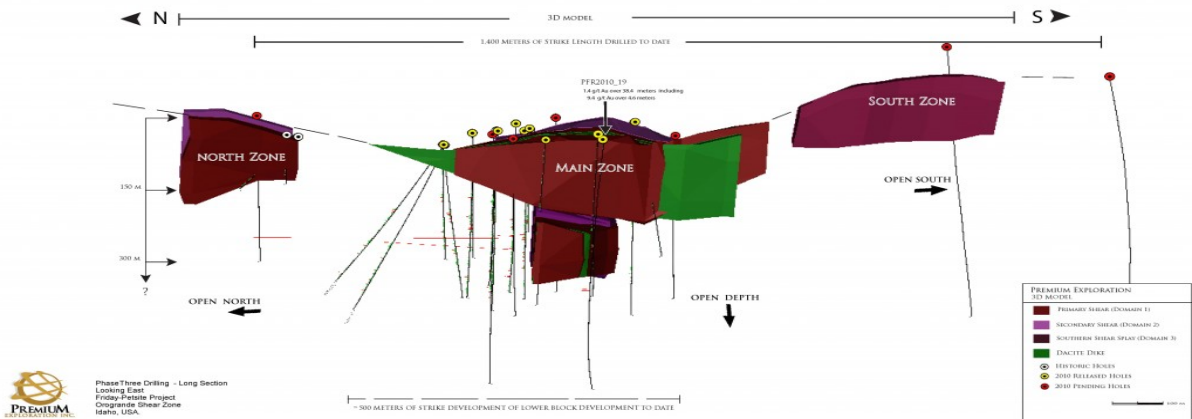 N
3D MODEL
S
1,400 METERS OF STRIKE LENGTH DRILLED TO DATE
PFR2010_19
1.4 g/t Au over 38.4 meters including
9.4 g/t Au over 4.6 meters
SOUTH ZONE
NORTH ZONE
MAIN ZONE
150 M
OPEN SOUTH
300 M
?
OPEN NORTH
OPEN DEPTH
PREMIUM EXPLORATION
3D MODEL
PRIMARY SHEAR (DOMAIN 1)
SECONDARY SHEAR (DOMAIN 2)
SOUTHERN SHEAR SPLAY (DOMAIN 3)
DACITE DIKE
HISTORIC HOLES
2010 RELEASED HOLES
2010 PENDING HOLES
PREMIUM
EXPLORATION INC.
PhaseThree Drilling - Long Section
Looking East
Friday-Petsite Project
Orogrande Shear Zone
Idaho, USA.
~500 METERS OF STRIKE DEVELOPMENT OF LOWER BLOCK DEVELOPMENT TO DATE